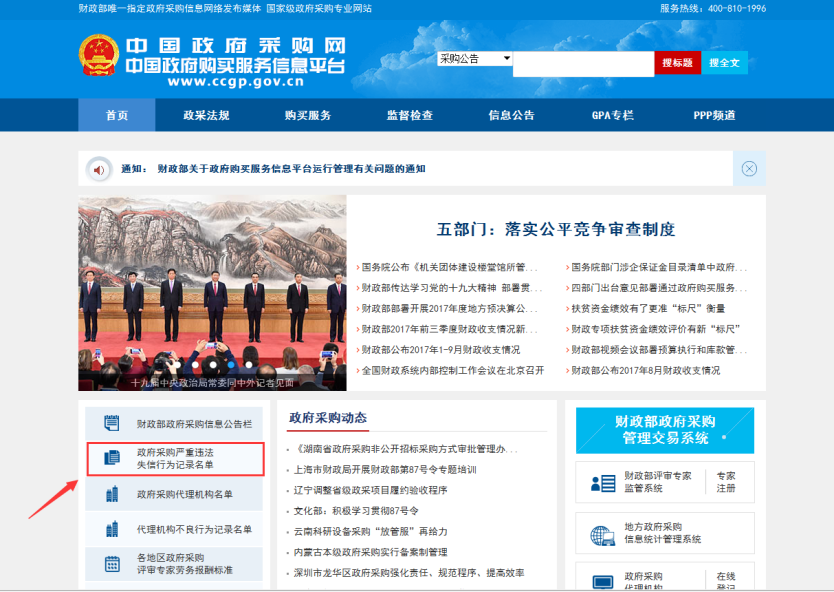 财政部唯一指定政府采购信息网络发布媒体 国家级政府采购专业网站
服务热线：400-810-1996
中国政府采购网
中国政府购买服务信息平台
www.ccgp.gov.cn
采购公告
搜标题
搜全文
首页
政采法规
购买服务
监督检查
信息公告
GPA专栏
PPP频道
通知： 财政部关于政府购买服务信息平台运行管理有关问题的通知
五部门：落实公平竞争审查制度
国务院公布《机关团体建设楼堂馆所管...
国务院部门涉企保证金目录清单中政府...
财政部传达学习党的十九大精神 部署贯...
四部门出台意见部署通过政府购买服务...
财政部部署开展2017年度地方预决算公...
扶贫资金绩效有了更准“标尺”衡量
财政部2017年前三季度财政收支情况新...
财政专项扶贫资金绩效评价有新“标尺”
财政部公布2017年1-9月财政收支情况
财政部视频会议部署预算执行和库款管...
全国财政系统内部控制工作会议在北京召开
财政部公布2017年8月财政收支情况
十九届中央政治局常委同中外记者见面
财政部政府采购信息公告栏
政府采购严重违法
失信行为记录名单
政府采购代理机构名单
代理机构不良行为记录名单
各地区政府采购
评审专家劳务报酬标准
政府采购动态
《湖南省政府采购非公开招标采购方式审批管理办...
上海市财政局开展财政部第87号令专题培训
辽宁调整省级政采项目履约验收程序
文化部：积极学习贯彻87号令
云南科研设备采购“放管服”再给力
内蒙古本级政府采购实行备案制管理
深圳市龙华区政府采购强化责任、规范程序、提高效率
财政部政府采购
管理交易系统
财政部评审专家
监管系统
专家
注册
地方政府采购
信息统计管理系统
政府采购
代理机构
在线
登记